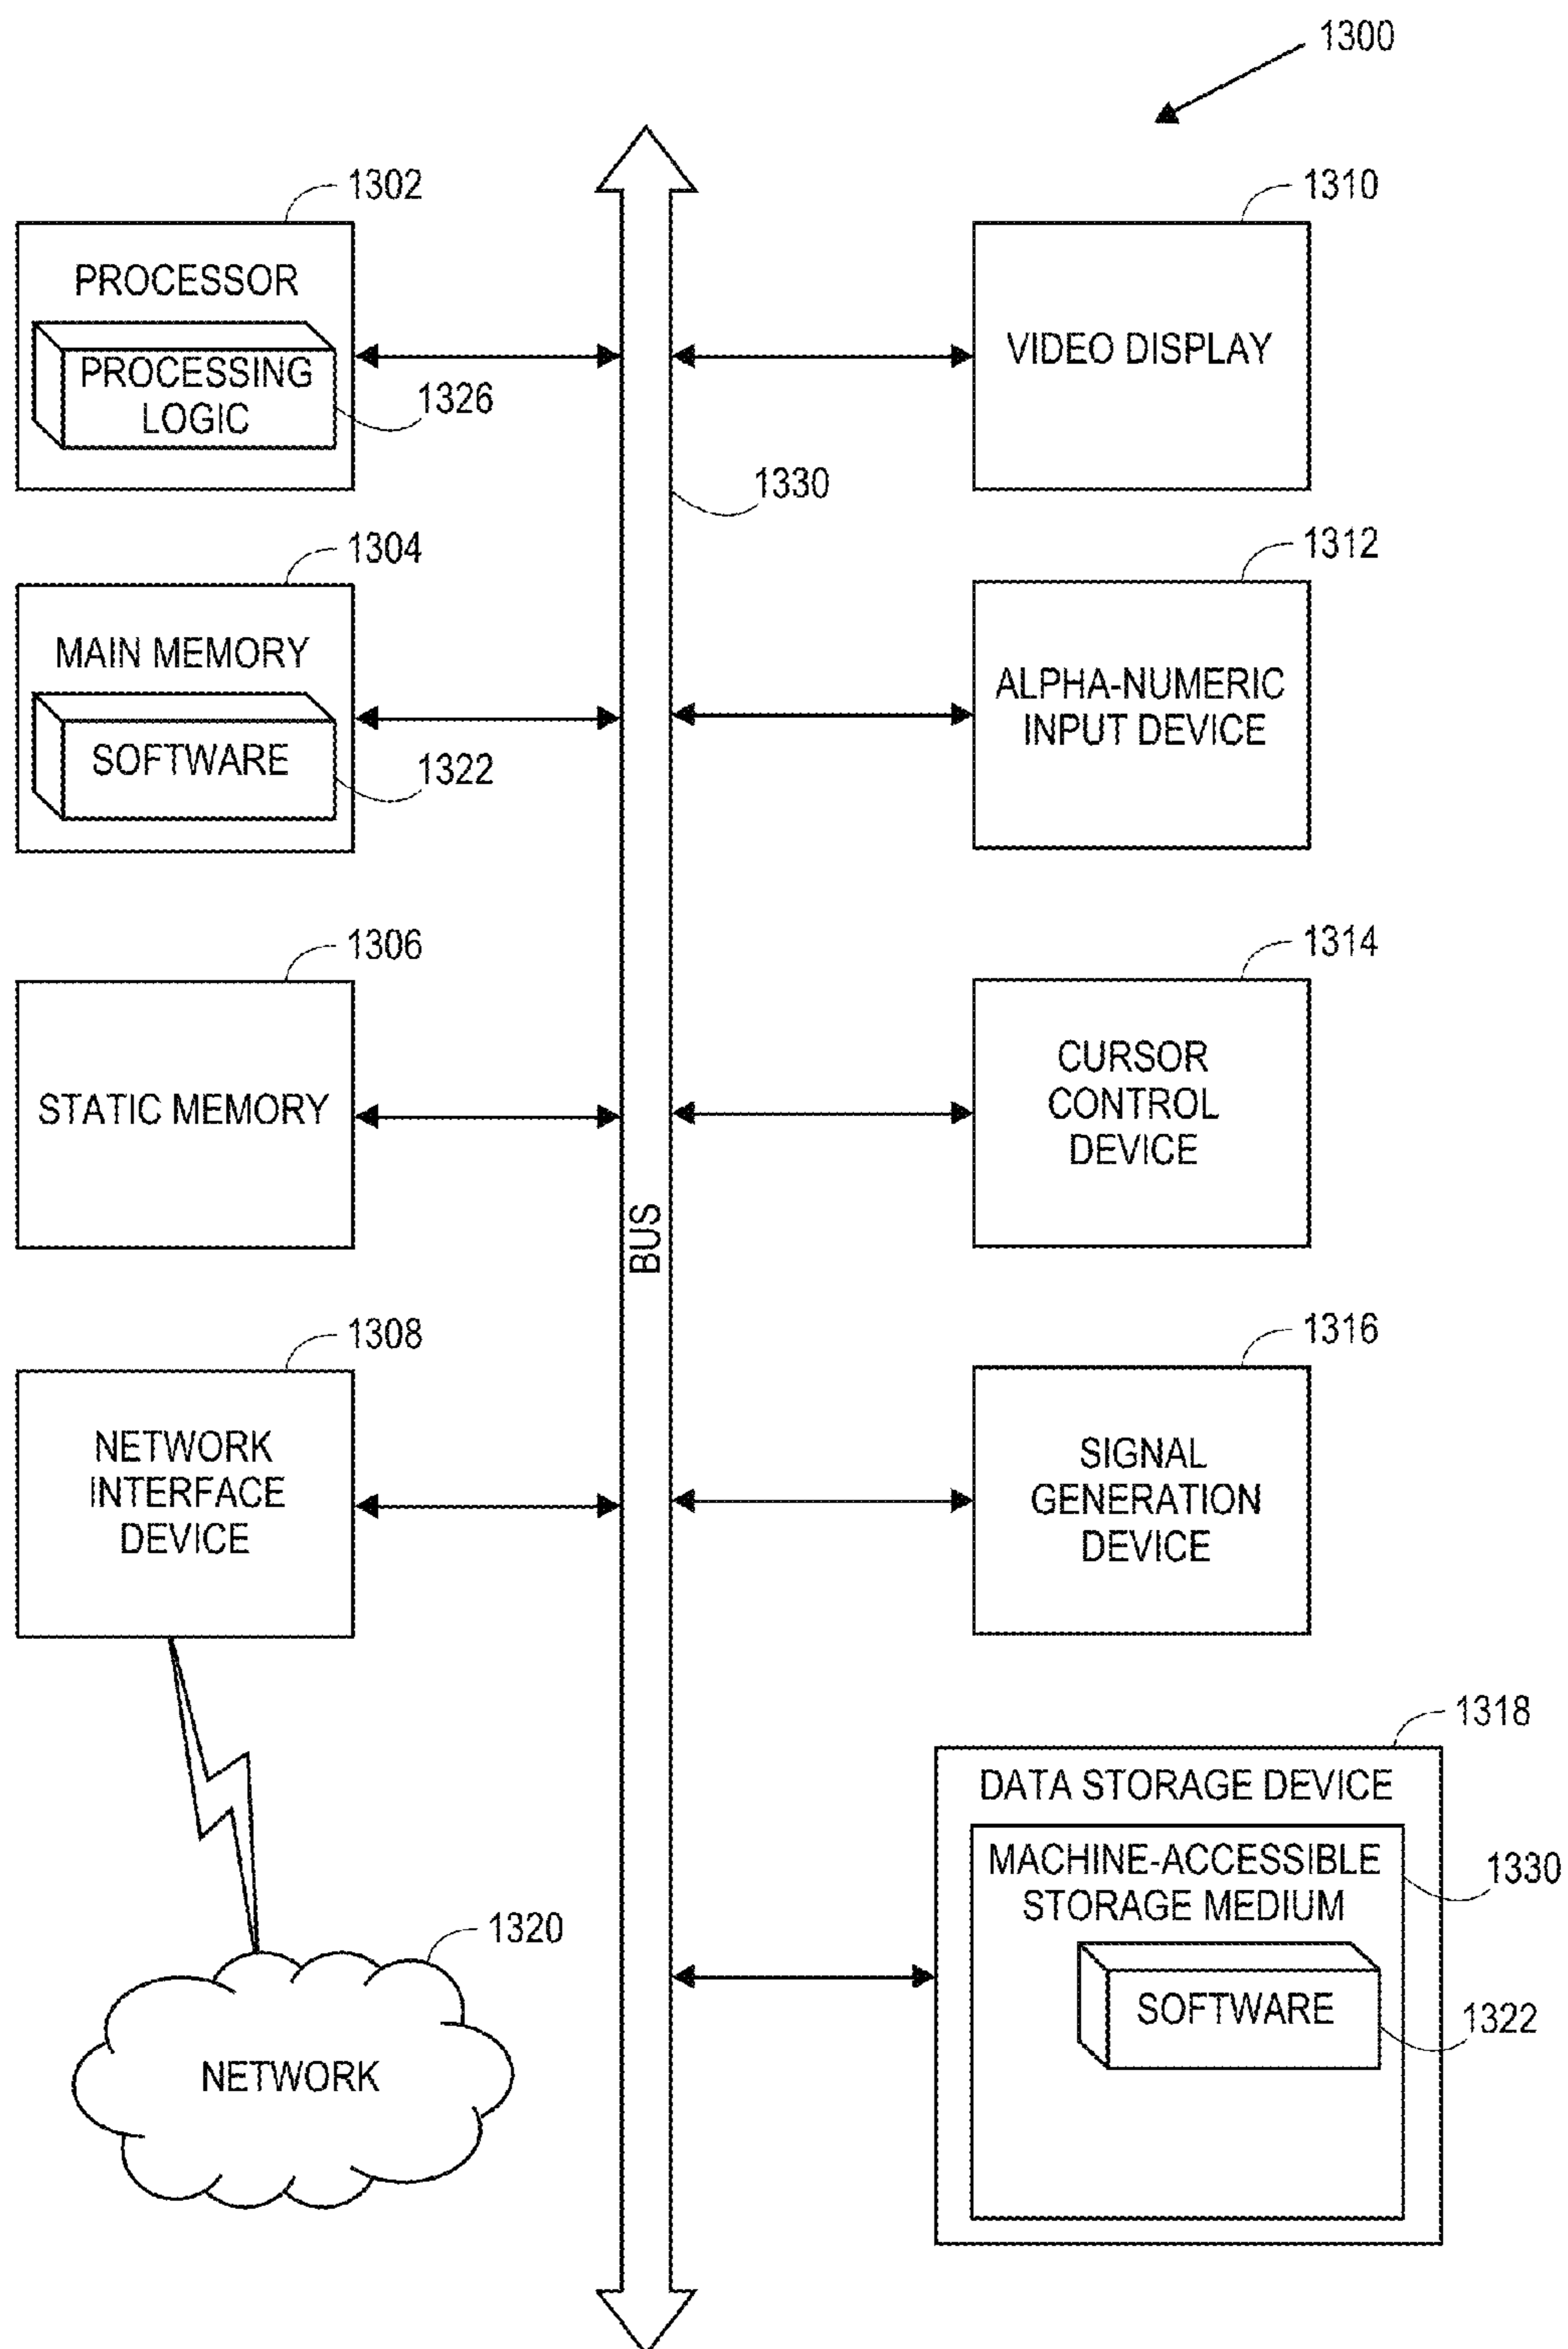 1300
1302
PROCESSOR
PROCESSING
LOGIC
1326
1310
VIDEO DISPLAY
1330
1304
MAIN MEMORY
SOFTWARE
1322
1312
ALPHA-NUMERIC
INPUT DEVICE
1306
STATIC MEMORY
1314
CURSOR
CONTROL
DEVICE
BUS
1308
NETWORK
INTERFACE
DEVICE
1316
SIGNAL
GENERATION
DEVICE
1320
NETWORK
1318
DATA STORAGE DEVICE
MACHINE-ACCESSIBLE
STORAGE MEDIUM
1330
SOFTWARE
1322